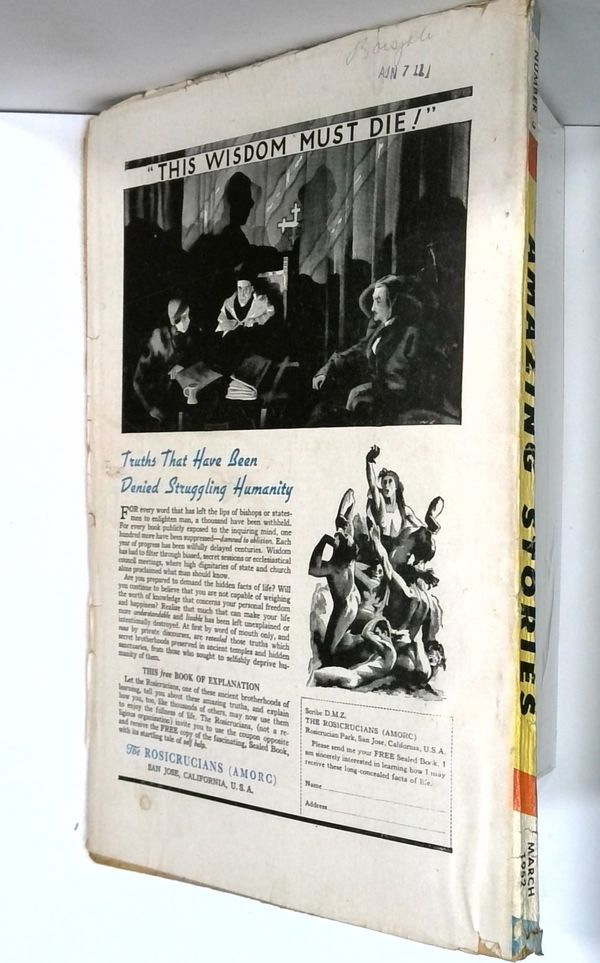 "THIS WISDOM MUST DIE!"
Truths That Have Been
Denied Struggling Humanity
FOR every word that has left the lips of bishops or states-
men to enlighten man, a thousand have been withheld.
For every book publicly exposed to the inquiring mind, one
hundred more have been suppressed—damned to oblivion. Each
year of progress has been wilfully delayed centuries. Wisdom
has had to filter through biased, secret sessions or ecclesiastical
council meetings, where high dignitaries of state and church
alone proclaimed what man should know.
Are you prepared to demand the hidden facts of life? Will
you continue to believe that you are not capable of weighing
the worth of knowledge that concerns your personal freedom
and happiness? Realize that much that can make your life
more understandable and livable has been left unexplained or
intentionally destroyed. At first by word of mouth only, and
now by private discourses, are revealed those truths which
secret brotherhoods preserved in ancient temples and hidden
sanctuaries, from those who sought to selfishly deprive hu-
manity of them.
THIS free BOOK OF EXPLANATION
Let the Rosicrucians, one of these ancient brotherhoods of
learning, tell you about these amazing truths, and explain
how you, too, like thousands of others, may now use them
to enjoy the fullness of life. The Rosicrucians, (not a re-
ligious organization) invite you to use the coupon opposite
and receive the FREE copy of the fascinating, Sealed Book,
with its startling tale of self help.
The ROSICRUCIANS (AMORC)
SAN JOSE, CALIFORNIA, U. S. A.
Scribe D.M.Z.
THE ROSICRUCIANS (AMORC)
Rosicrucian Park, San Jose, California, U. S. A.
Please send me your FREE Sealed Book. I
am sincerely interested in learning how I may
receive these long-concealed facts of life.
Name
Address
NUMBER 3
AMAZING STORIES
MARCH
1952